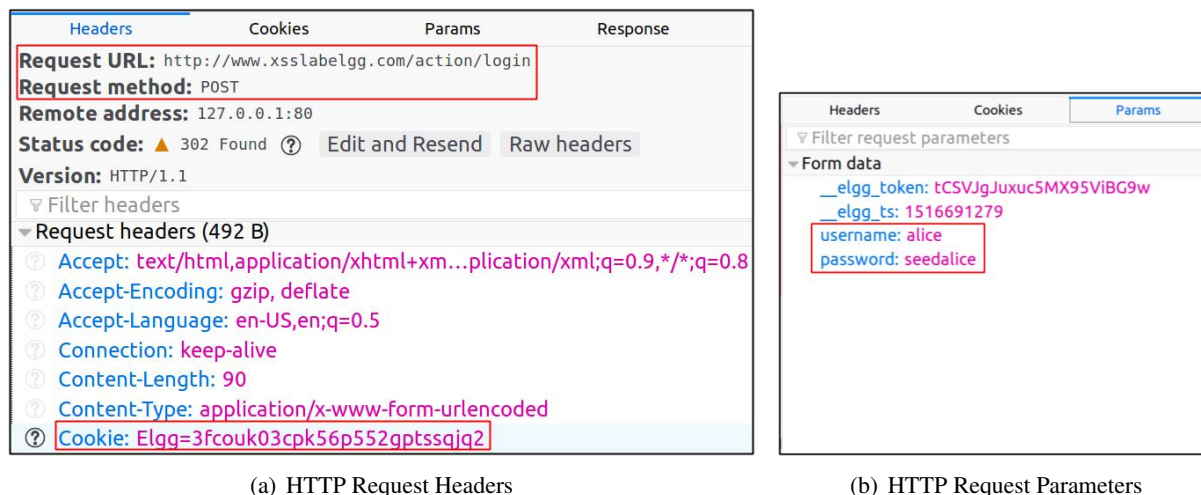 Headers Cookies Params Response
Request URL: http://www.xsslabelgg.com/action/login
Request method: POST
Remote address: 127.0.0.1:80
Status code: ▲ 302 Found ? Edit and Resend Raw headers
Version: HTTP/1.1
Filter headers
Request headers (492 B)
? Accept: text/html,application/xhtml+xm…plication/xml;q=0.9,*/*;q=0.8
? Accept-Encoding: gzip, deflate
? Accept-Language: en-US,en;q=0.5
? Connection: keep-alive
? Content-Length: 90
? Content-Type: application/x-www-form-urlencoded
? Cookie: Elgg=3fcouk03cpk56p552gptssqjq2
(a) HTTP Request Headers
Headers Cookies Params
Filter request parameters
Form data
__elgg_token: tCSVJgJuxuc5MX95ViBG9w
__elgg_ts: 1516691279
username: alice
password: seedalice
(b) HTTP Request Parameters